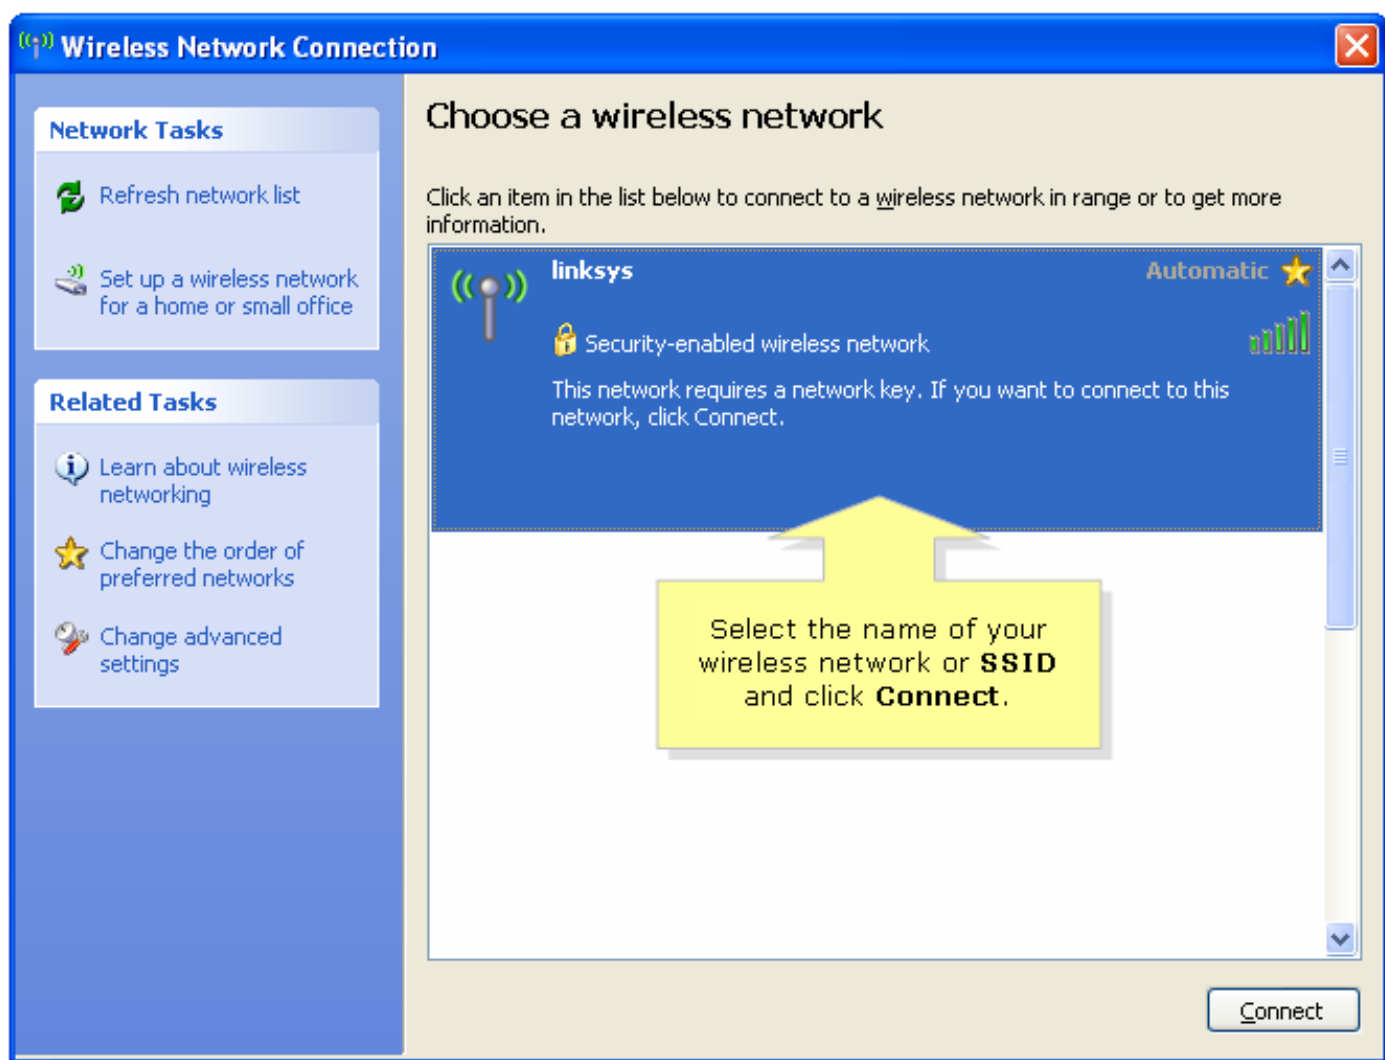 Wireless Network Connection
Network Tasks
Refresh network list
Set up a wireless network
for a home or small office
Related Tasks
Learn about wireless
networking
Change the order of
preferred networks
Change advanced
settings
Choose a wireless network
Click an item in the list below to connect to a wireless network in range or to get more
information.
linksys
Automatic
Security-enabled wireless network
This network requires a network key. If you want to connect to this
network, click Connect.
Select the name of your
wireless network or SSID
and click Connect.
Connect